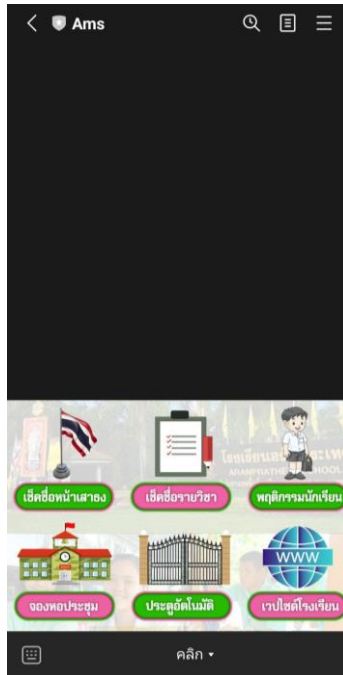 Ams
เช็คชื่อหน้าเสาธง
เช็คชื่อรายวิชา
พฤติกรรมนักเรียน
WWW
จองหอประชุม
ประตูอัตโนมัติ
เวปไซต์โรงเรียน
คลิก